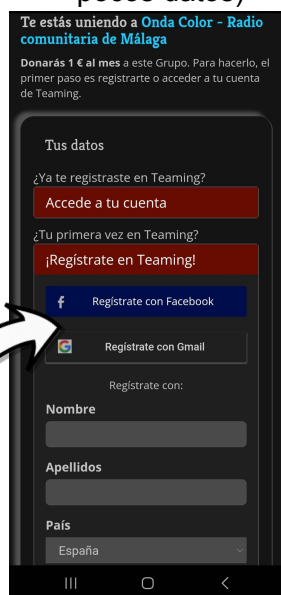 Te estás uniendo a Onda Color - Radio
comunitaria de Málaga
Donarás 1 € al mes a este Grupo. Para hacerlo, el
primer paso es registrarte o acceder a tu cuenta
de Teaming.
Tus datos
¿Ya te registraste en Teaming?
Accede a tu cuenta
¿Tu primera vez en Teaming?
¡Regístrate en Teaming!
Regístrate con Facebook
Regístrate con Gmail
Regístrate con:
Nombre
Apellidos
País
España